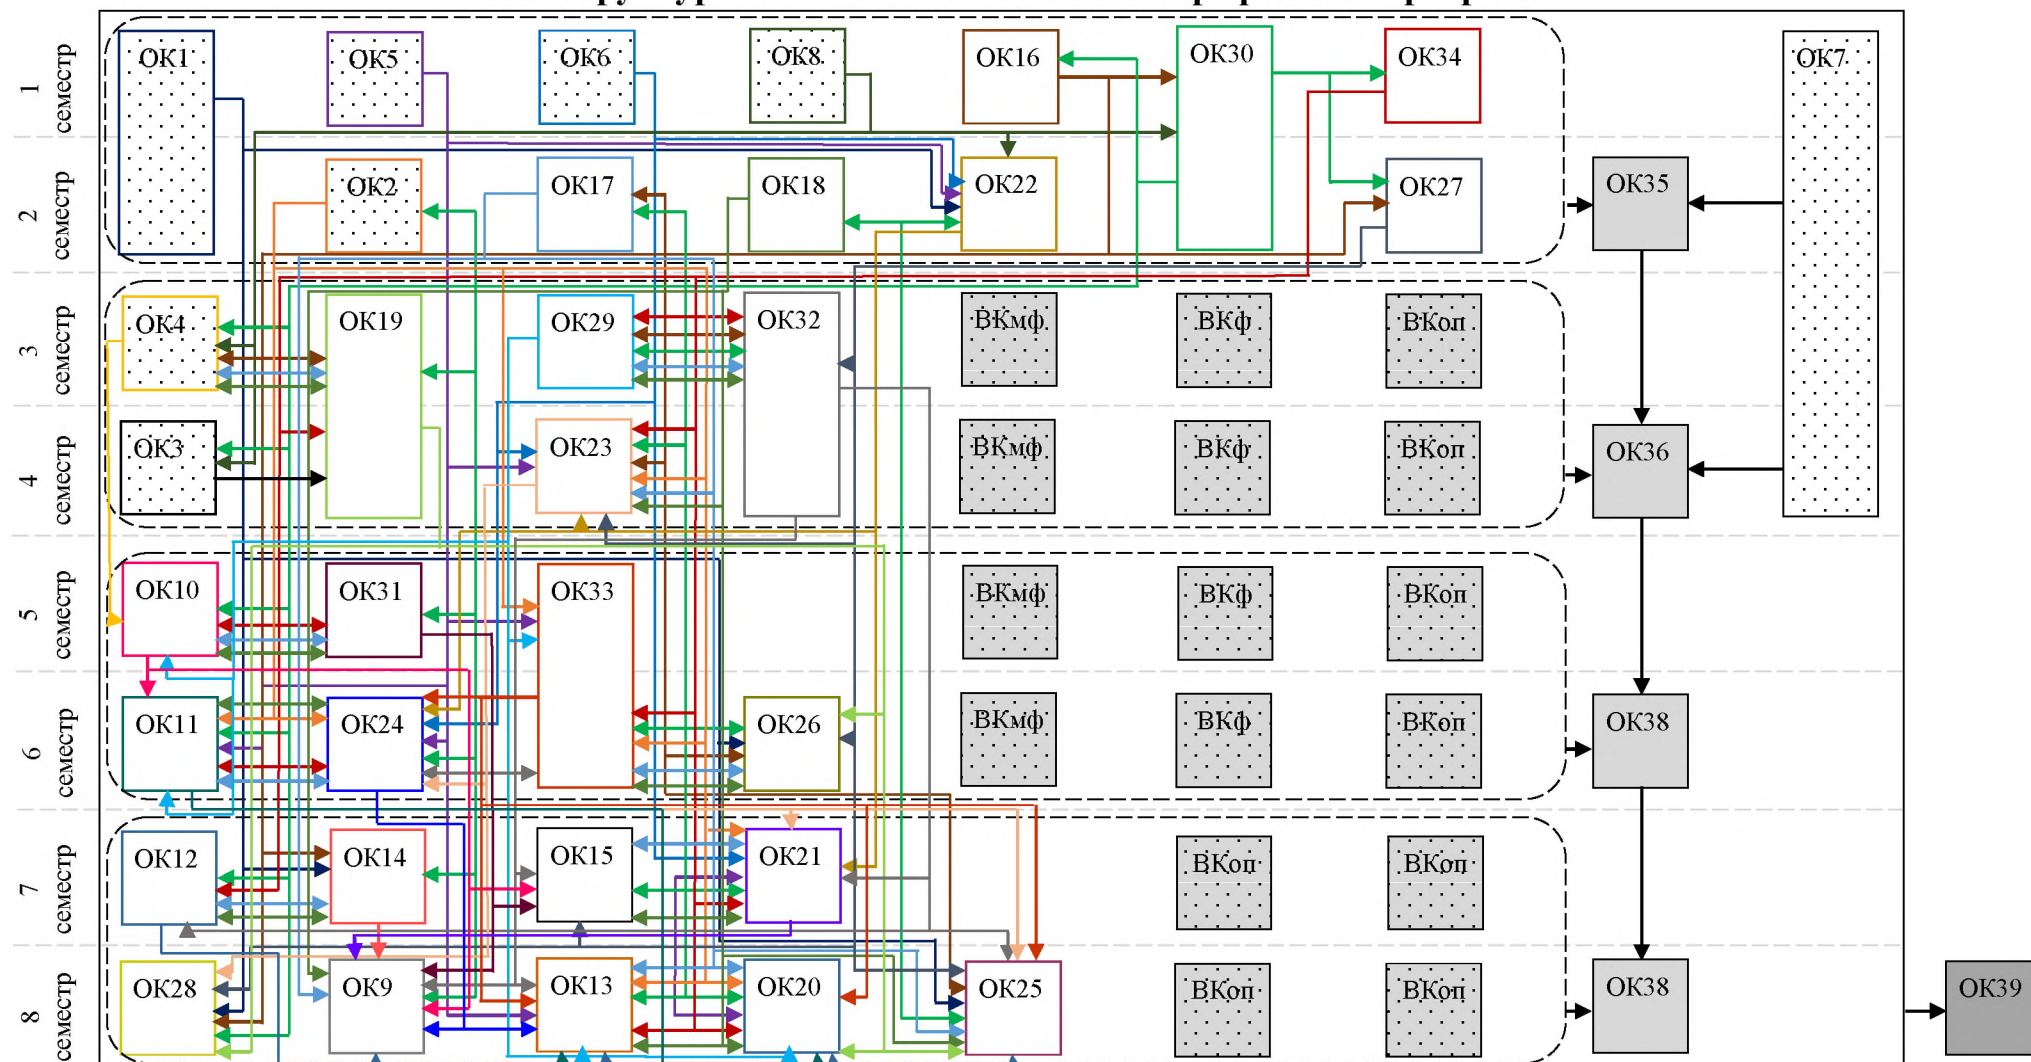 1
семестр
ОК1
ОК5
ОК6
ОК8
ОК16
ОК30
ОК34
ОК7
2
семестр
ОК2
ОК17
ОК18
ОК22
ОК27
ОК35
3
семестр
ОК4
ОК19
ОК29
ОК32
ВКмф
ВКф
ВКоп
4
семестр
ОК3
ОК23
ВКмф
ВКф
ВКоп
ОК36
5
семестр
ОК10
ОК31
ОК33
ВКмф
ВКф
ВКоп
6
семестр
ОК11
ОК24
ОК26
ВКмф
ВКф
ВКоп
ОК38
7
семестр
ОК12
ОК14
ОК15
ОК21
ВКоп
ВКоп
8
семестр
ОК28
ОК9
ОК13
ОК20
ОК25
ВКоп
ВКоп
ОК38
ОК39